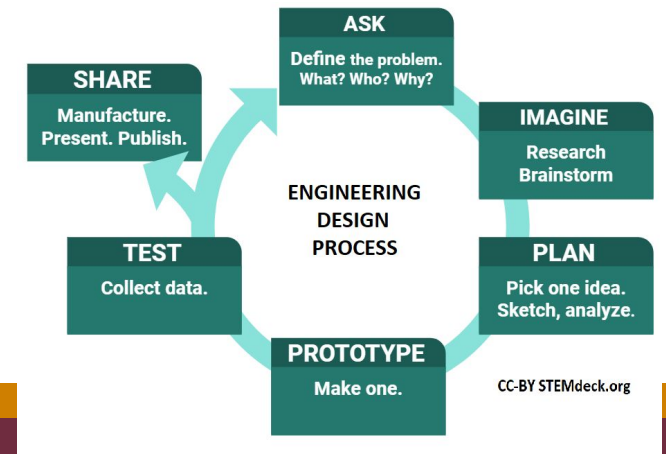 ASK
Define the problem.
What? Who? Why?
SHARE
Manufacture.
Present. Publish.
IMAGINE
Research
Brainstorm
ENGINEERING
DESIGN
PROCESS
TEST
Collect data.
PLAN
Pick one idea.
Sketch, analyze.
PROTOTYPE
Make one.
CC-BY STEMdeck.org